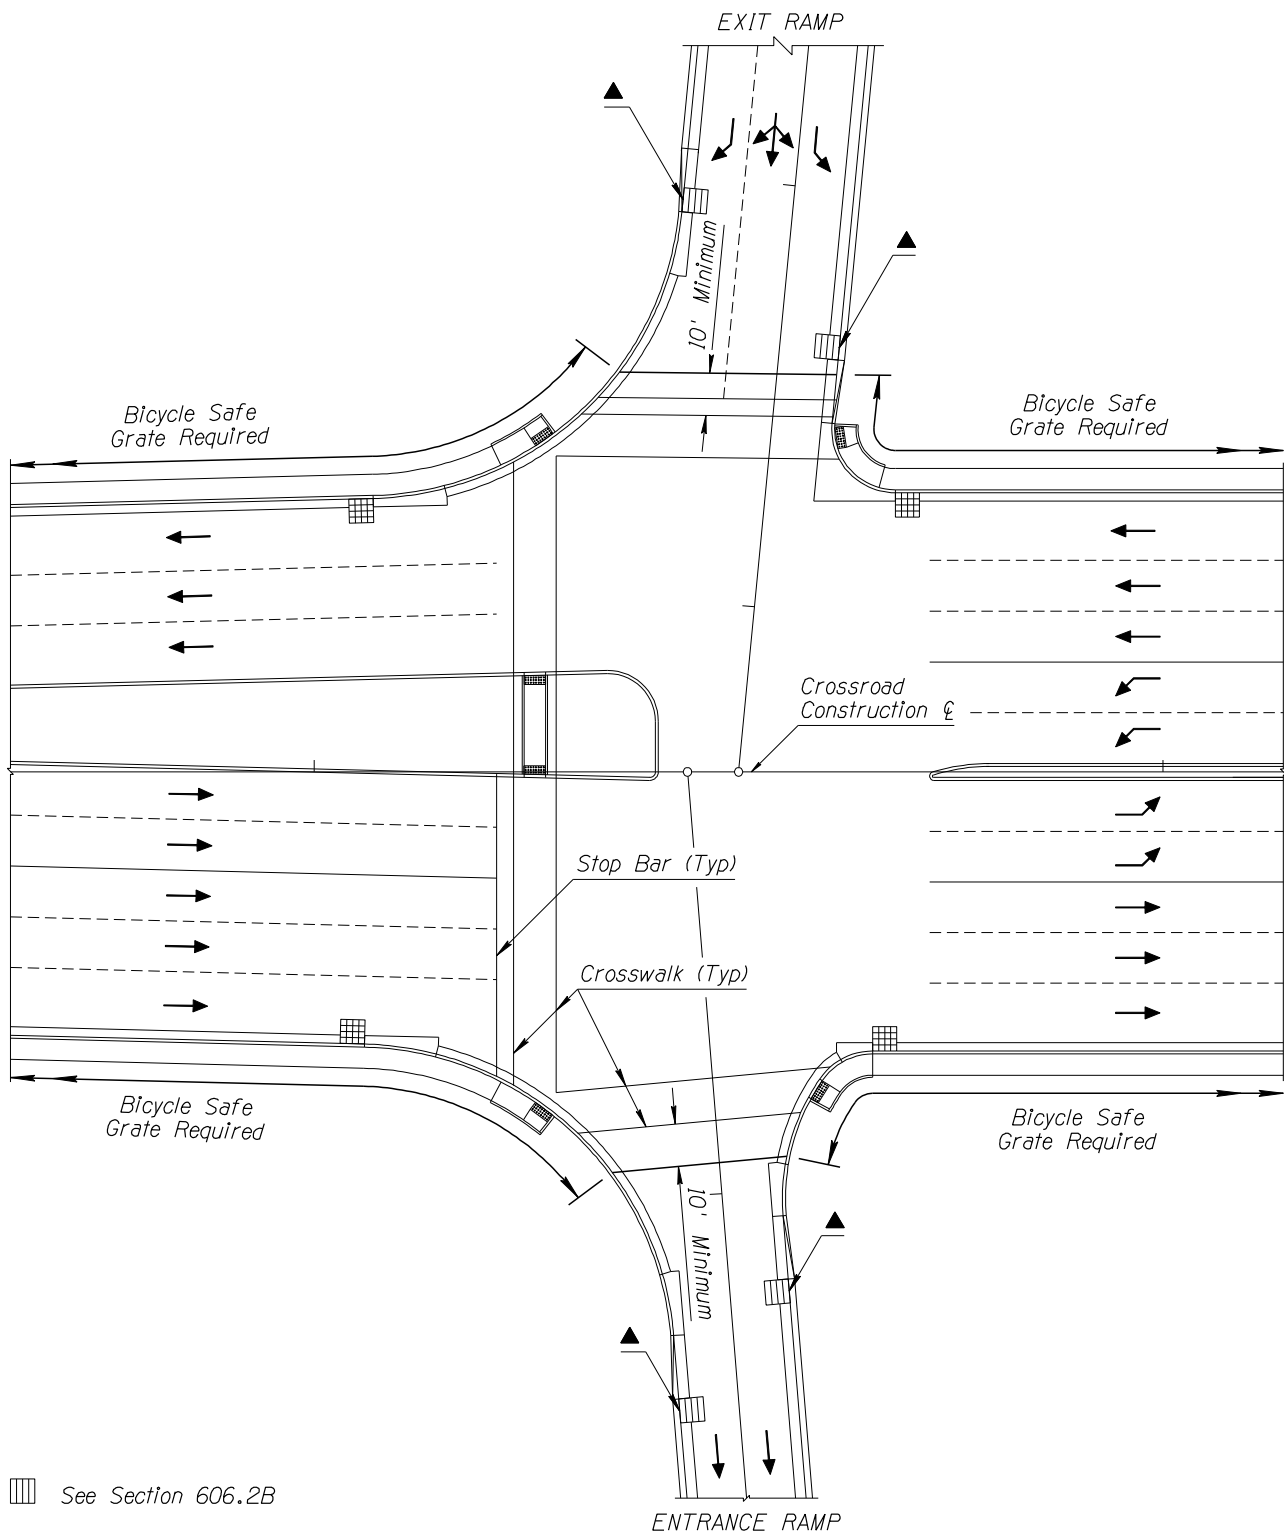 EXIT RAMP
10' Minimum
Bicycle Safe
Grate Required
Bicycle Safe
Grate Required
Crossroad
Construction ℄
Stop Bar (Typ)
Crosswalk (Typ)
Bicycle Safe
Grate Required
Bicycle Safe
Grate Required
10' Minimum
See Section 606.2B
ENTRANCE RAMP